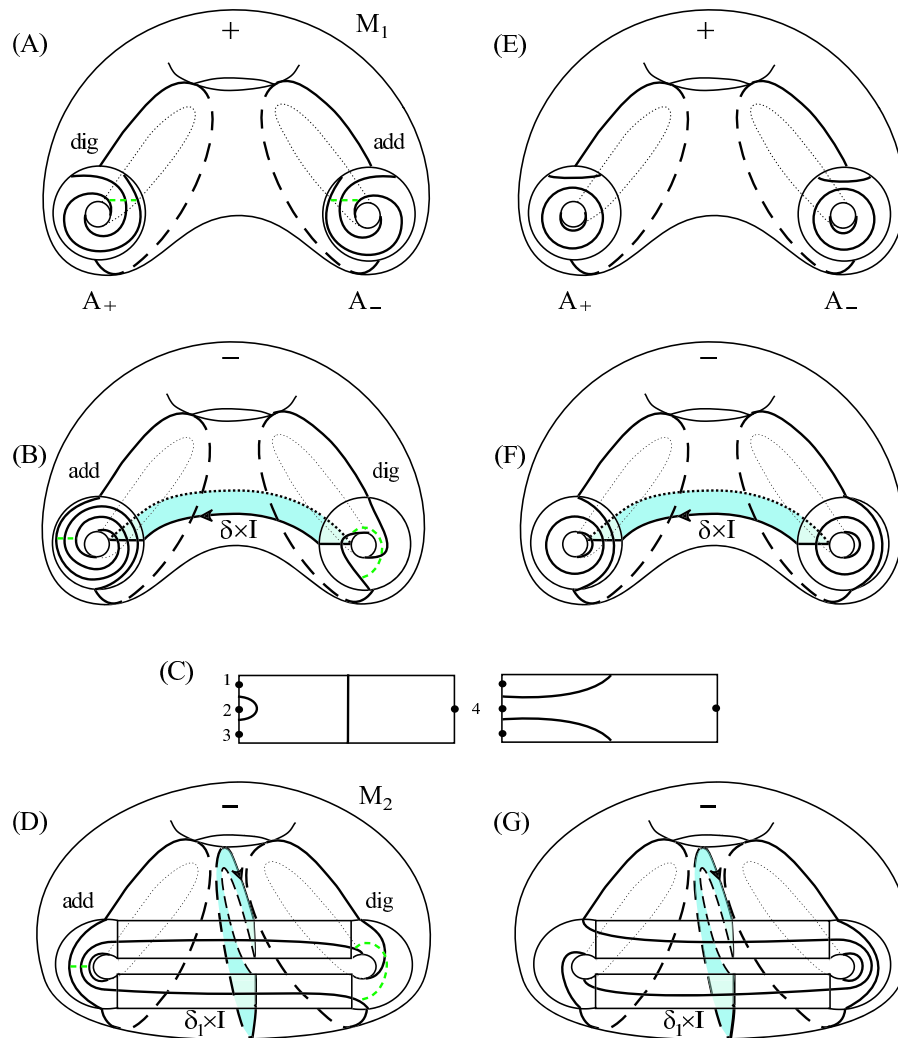 (A) + M₁ (E) +
dig add
A₊ A₋ A₊ A₋
− −
(B) add dig (F)
δ×I δ×I
(C) 1 2 3 4
(D) − M₂ (G) −
add dig
δ₁×I δ₁×I